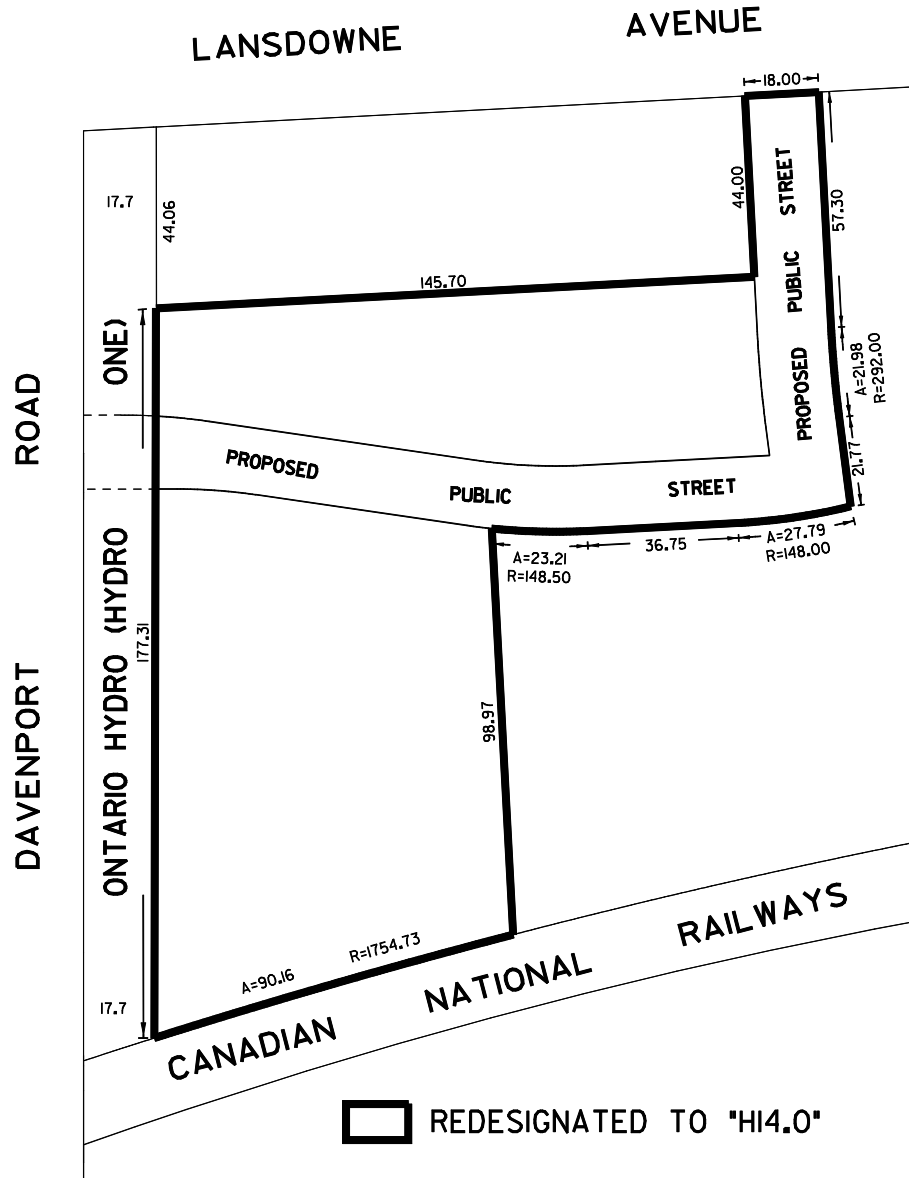 LANSDOWNE AVENUE
18.00
17.7
44.06
44.00
57.30
PROPOSED PUBLIC STREET
145.70
A=21.98
R=292.00
21.77
ROAD
DAVENPORT
ONTARIO HYDRO (HYDRO ONE)
PROPOSED PUBLIC STREET
A=23.21
R=148.50
36.75
A=27.79
R=148.00
177.31
98.97
A=90.16 R=1754.73
17.7
CANADIAN NATIONAL RAILWAYS
REDESIGNATED TO "H14.0"